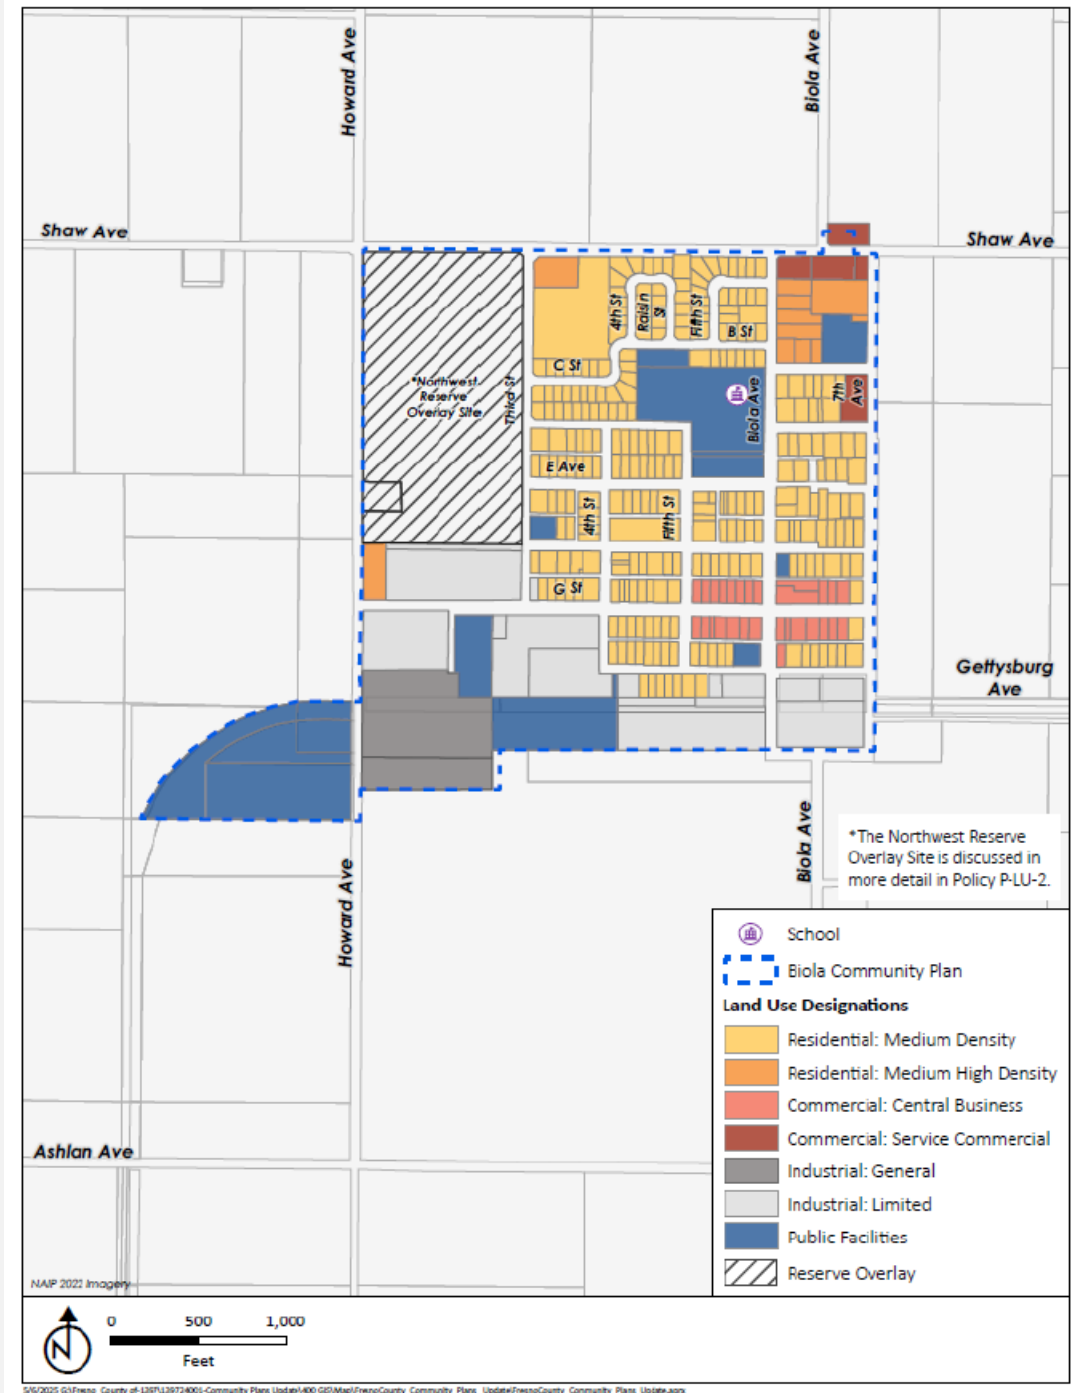 Howard Ave
Biola Ave
Shaw Ave
Shaw Ave
4th St
Raisin
St
Fifth St
B St
C St
*Northwest
Reserve
Overlay Site
Third St
Biola Ave
7th
Ave
E Ave
4th St
Fifth St
G St
Gettysburg
Ave
Biola Ave
*The Northwest Reserve
Overlay Site is discussed in
more detail in Policy P-LU-2.
Howard Ave
School
Biola Community Plan
Land Use Designations
Residential: Medium Density
Residential: Medium High Density
Commercial: Central Business
Commercial: Service Commercial
Industrial: General
Industrial: Limited
Public Facilities
Reserve Overlay
Ashlan Ave
NAIP 2022 Imagery
N
0 500 1,000
Feet